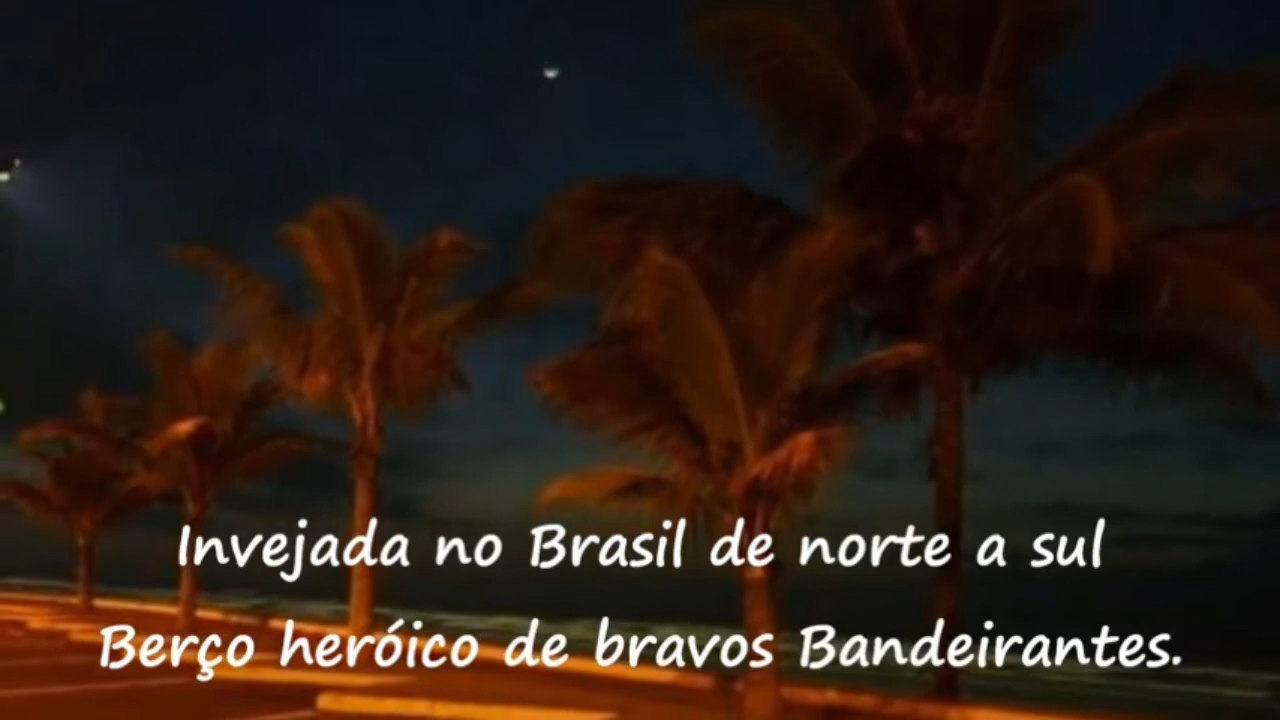 Invejada no Brasil de norte a sul
Berço heróico de bravos Bandeirantes.